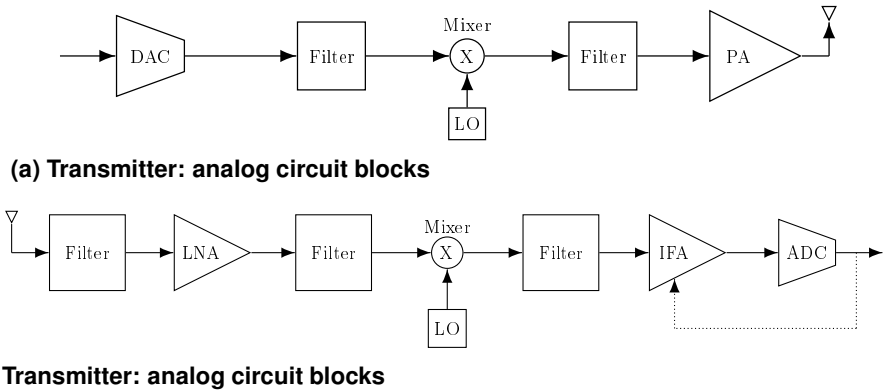 Mixer
DAC Filter X Filter PA
LO
(a) Transmitter: analog circuit blocks
Mixer
Filter LNA Filter X Filter IFA ADC
LO
Transmitter: analog circuit blocks